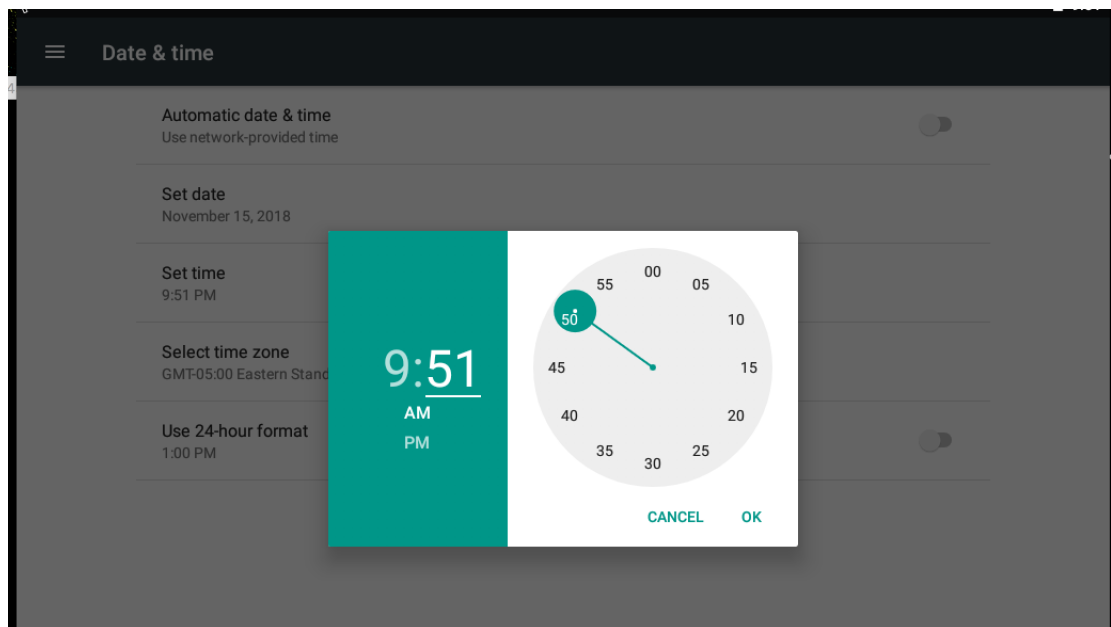 Date & time
Automatic date & time
Use network-provided time
Set date
November 15, 2018
Set time
9:51 PM
Select time zone
GMT-05:00 Eastern Stand
Use 24-hour format
1:00 PM
9:51
AM
PM
00
05
10
15
20
25
30
35
40
45
50
55
CANCEL
OK